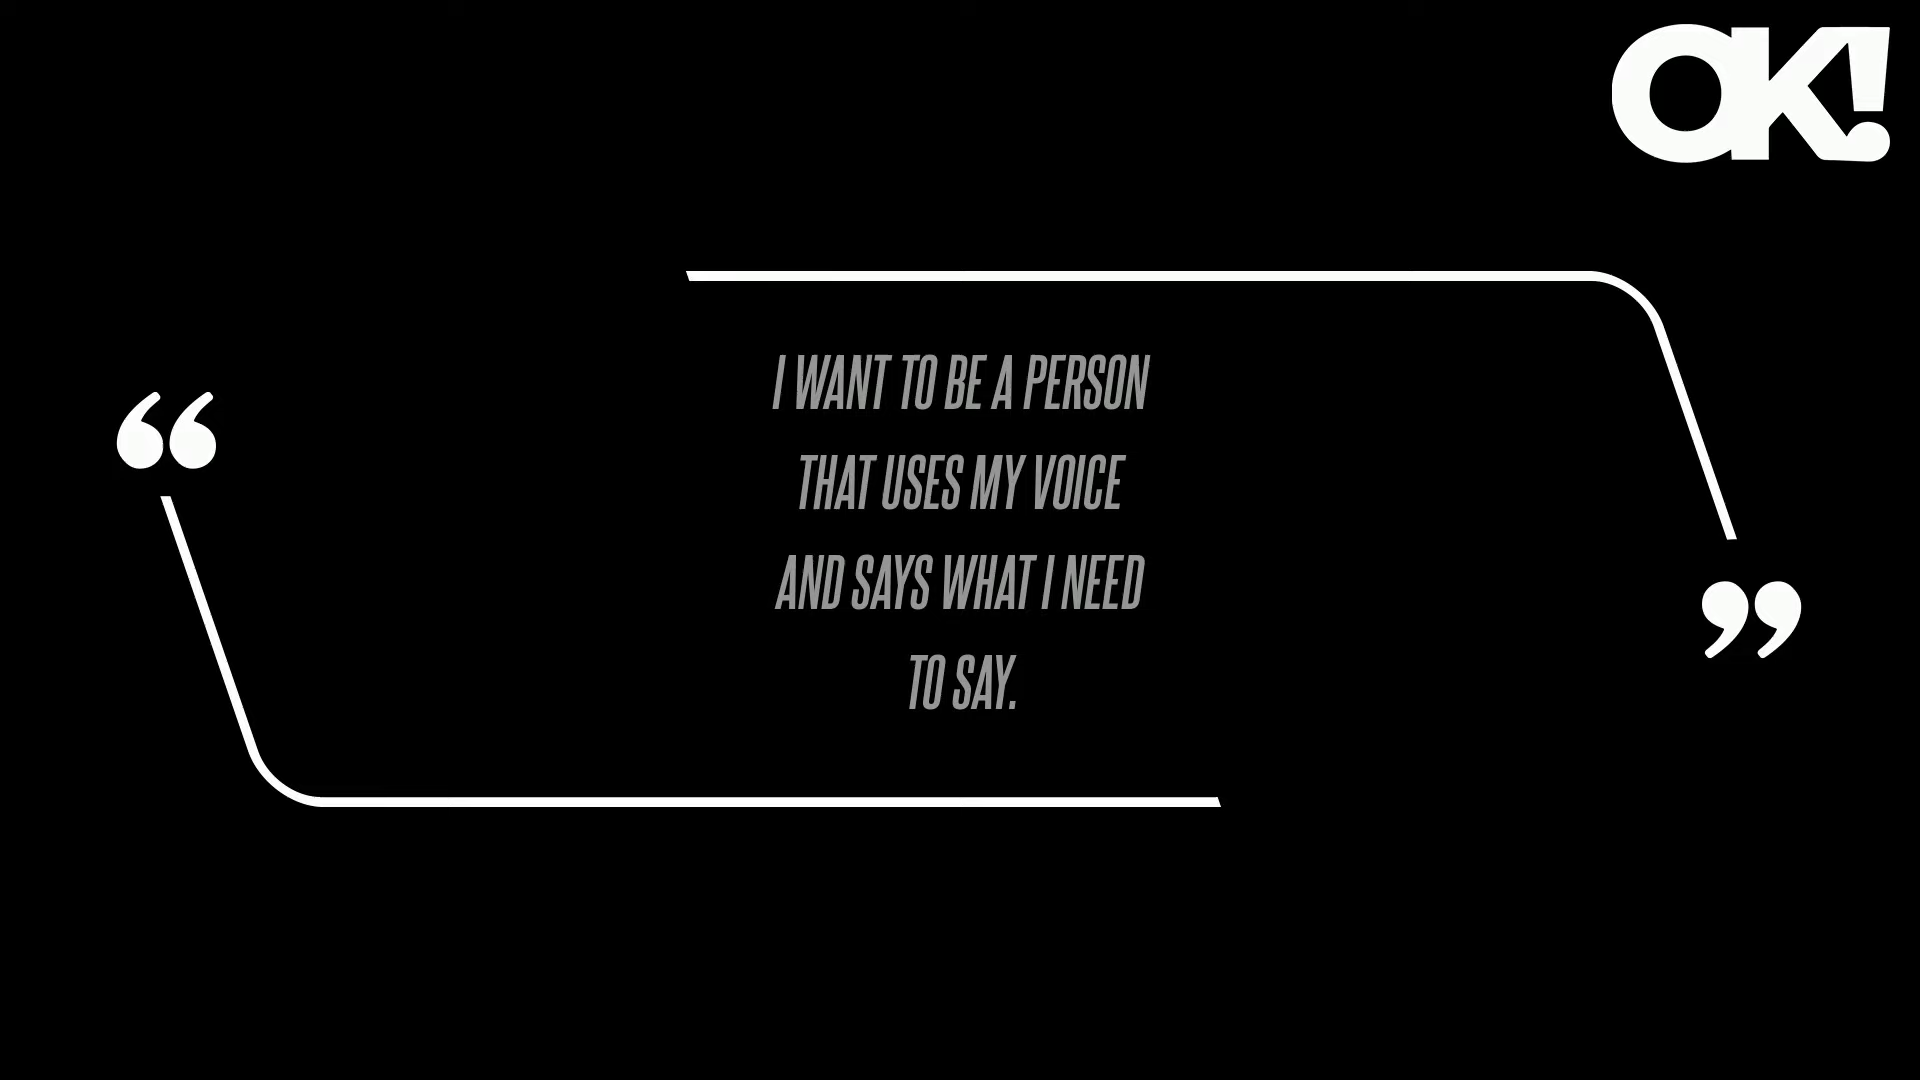 OK!
“
I WANT TO BE A PERSON
THAT USES MY VOICE
AND SAYS WHAT I NEED
TO SAY.
”